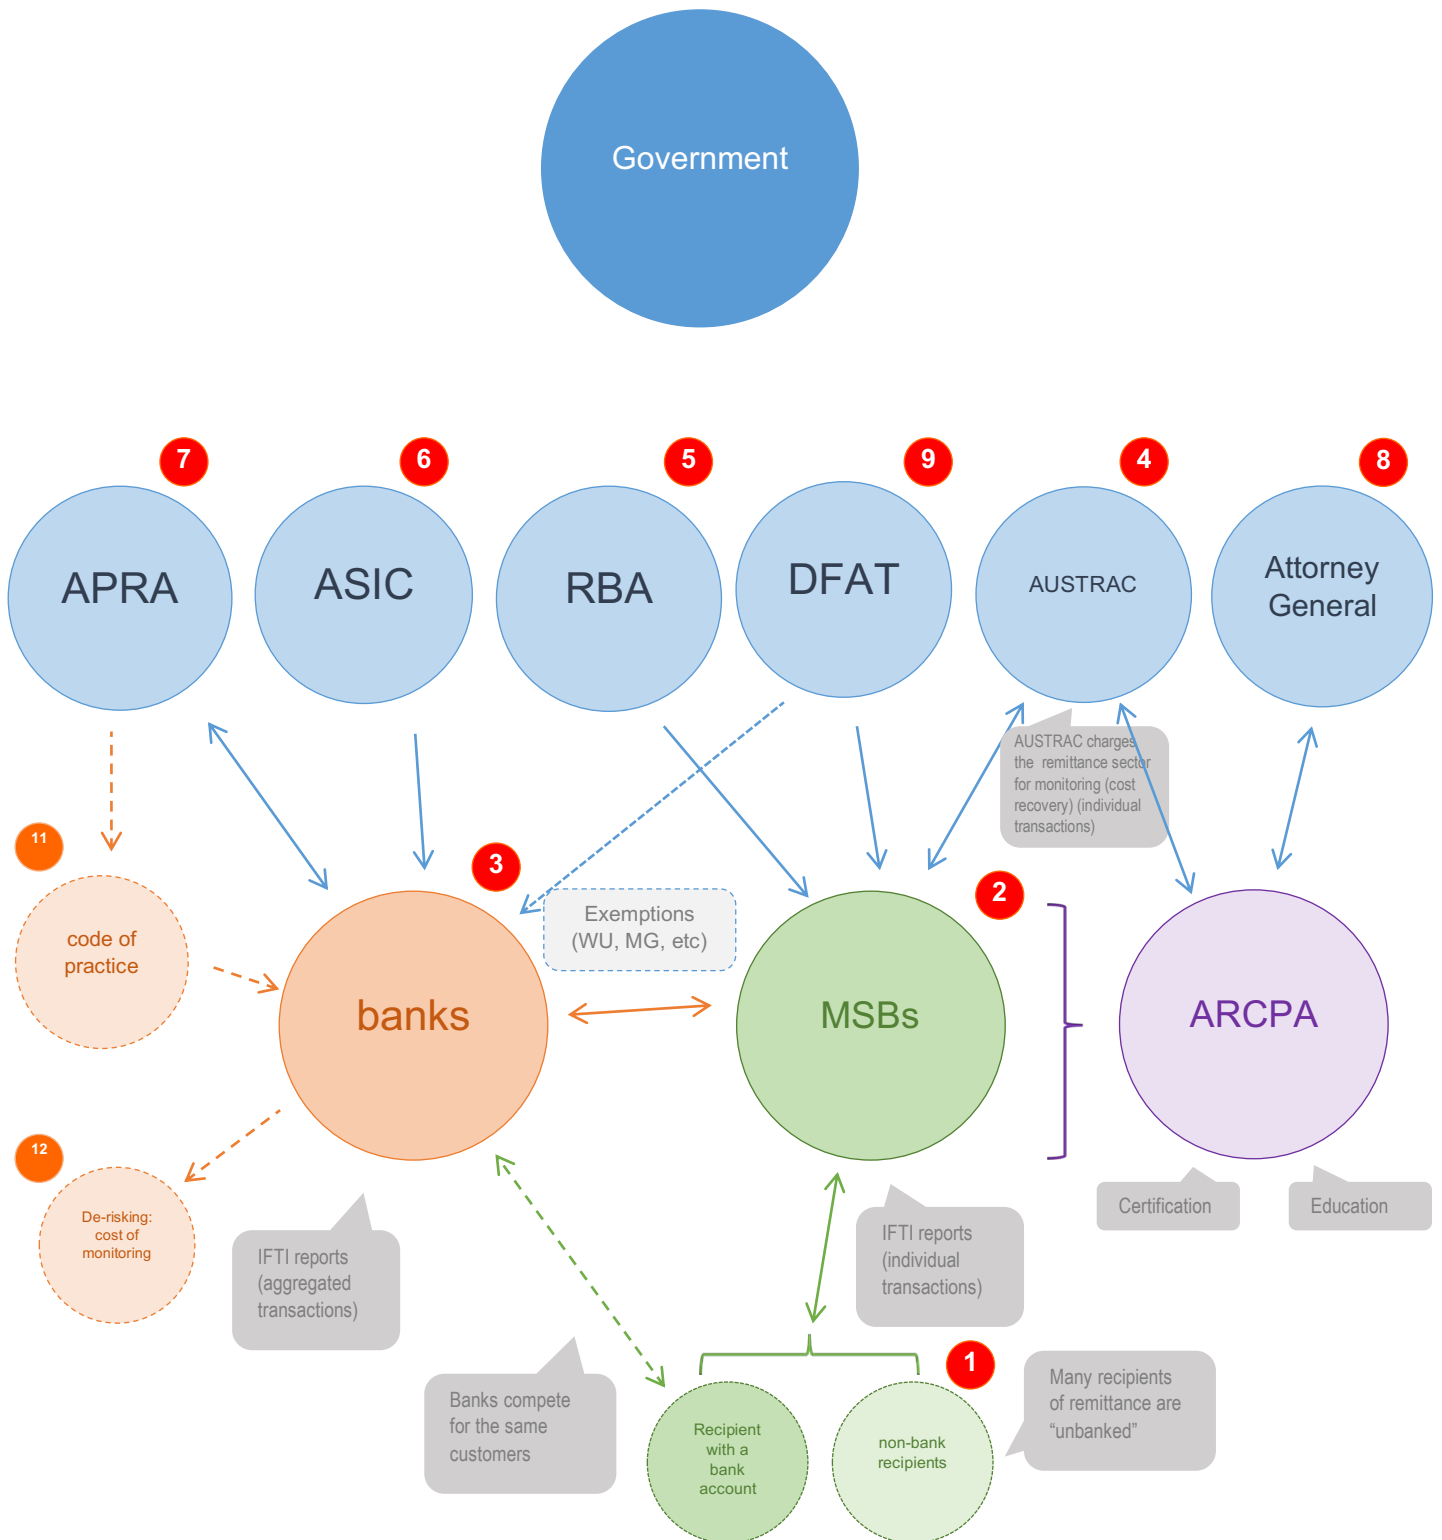 Government
7
6
5
9
4
8
APRA
ASIC
RBA
DFAT
AUSTRAC
Attorney
General
AUSTRAC charges
the remittance sector
for monitoring (cost
recovery) (individual
transactions)
11
3
2
code of
practice
Exemptions
(WU, MG, etc)
banks
MSBs
ARCPA
12
De-risking:
cost of
monitoring
IFTI reports
(aggregated
transactions)
IFTI reports
(individual
transactions)
Certification
Education
Banks compete
for the same
customers
1
Recipient
with a
bank
account
non-bank
recipients
Many recipients
of remittance are
“unbanked”